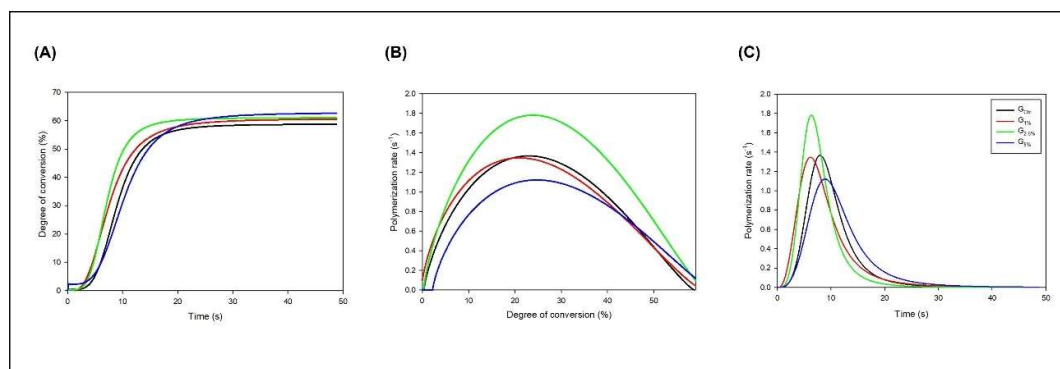 (A)
(B)
(C)
Degree of conversion (%)
70
60
50
40
30
20
10
0
0 10 20 30 40 50
Time (s)
Polymerization rate (s⁻¹)
2.0
1.8
1.6
1.4
1.2
1.0
0.8
0.6
0.4
0.2
0.0
0 10 20 30 40 50
Degree of conversion (%)
Polymerization rate (s⁻¹)
2.0
1.8
1.6
1.4
1.2
1.0
0.8
0.6
0.4
0.2
0.0
0 10 20 30 40 50
Time (s)
G1%
G2.5%
G5%